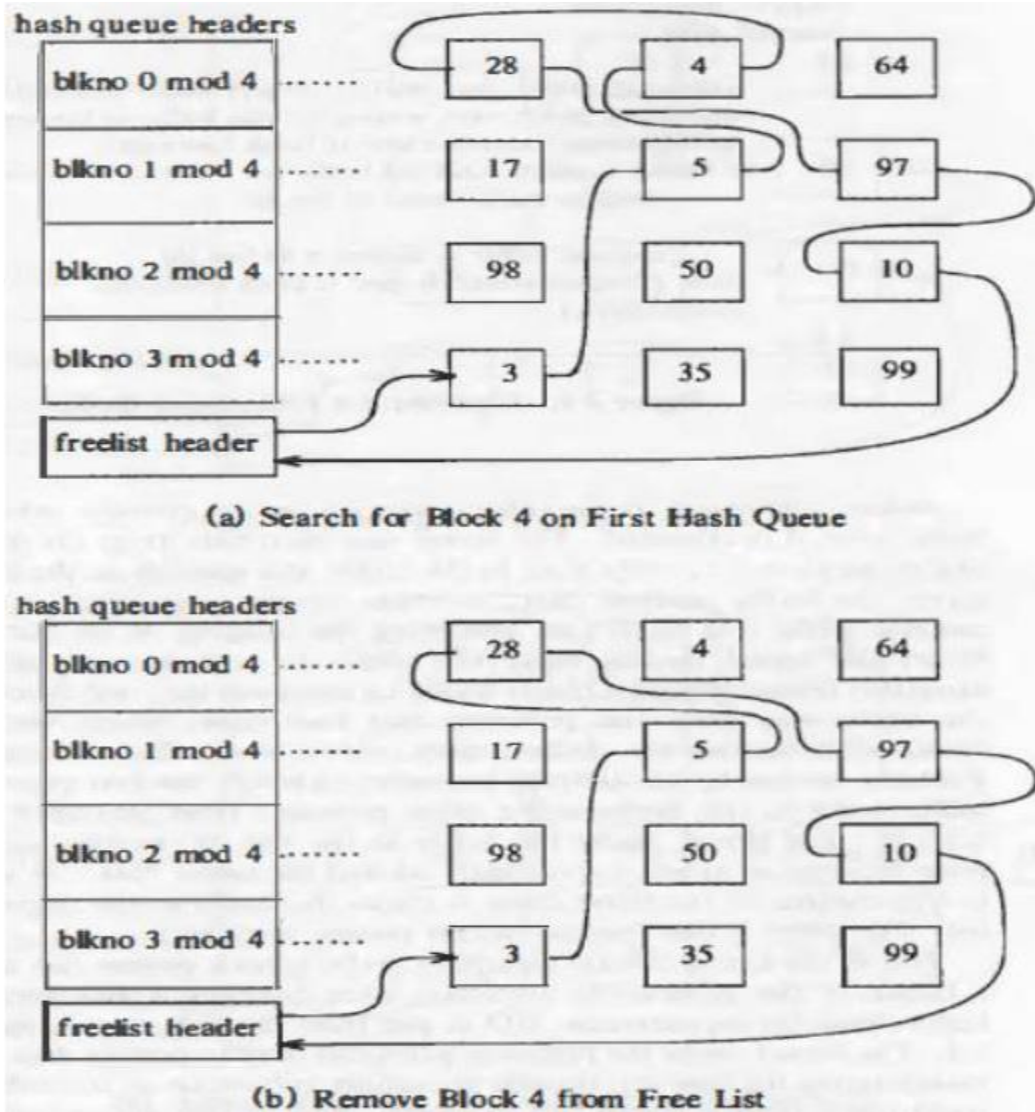 hash queue headers
blkno 0 mod 4 28 4 64
blkno 1 mod 4 17 5 97
blkno 2 mod 4 98 50 10
blkno 3 mod 4 3 35 99
freelist header
(a) Search for Block 4 on First Hash Queue
hash queue headers
blkno 0 mod 4 28 4 64
blkno 1 mod 4 17 5 97
blkno 2 mod 4 98 50 10
blkno 3 mod 4 3 35 99
freelist header
(b) Remove Block 4 from Free List